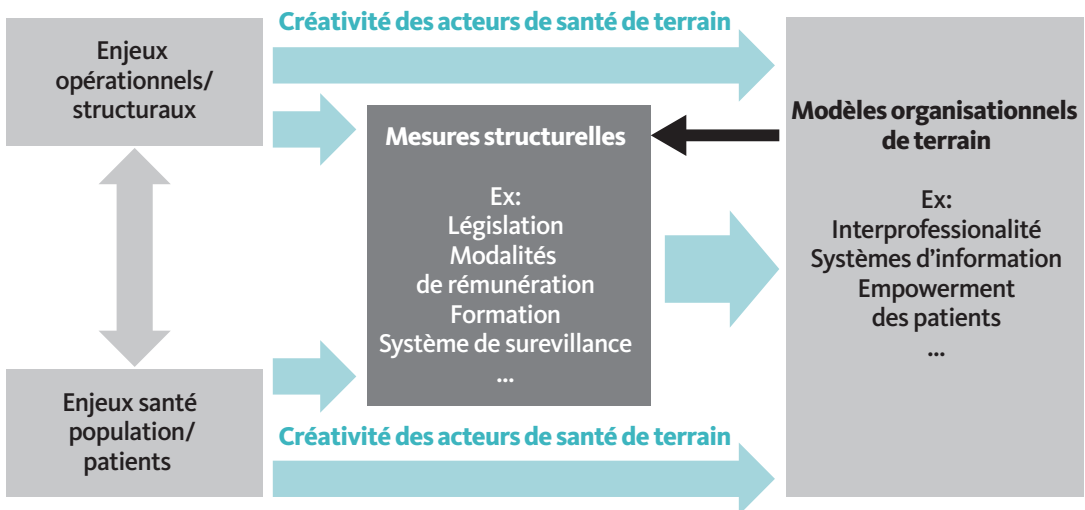 Créativité des acteurs de santé de terrain
Enjeux
opérationnels/
structuraux
Mesures structurelles
Ex:
Législation
Modalités
de rémunération
Formation
Système de surevillance
...
Modèles organisationnels
de terrain
Ex:
Interprofessionalité
Systèmes d'information
Empowerment
des patients
...
Enjeux santé
population/
patients
Créativité des acteurs de santé de terrain